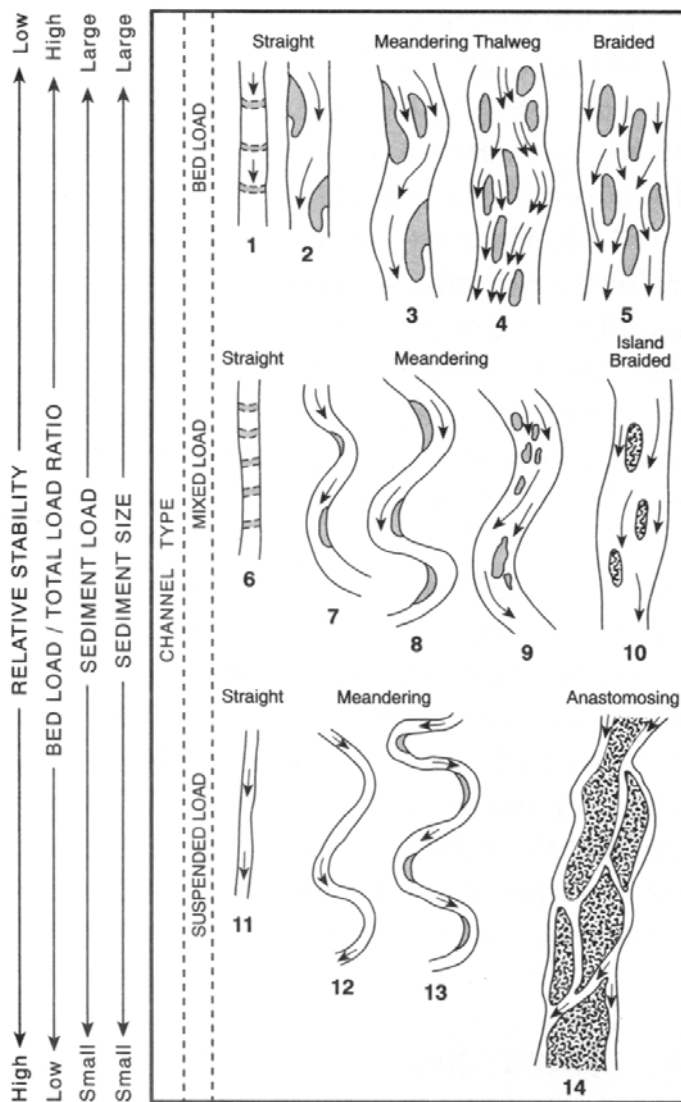 Low
High
Large
Large
RELATIVE STABILITY
BED LOAD / TOTAL LOAD RATIO
SEDIMENT LOAD
SEDIMENT SIZE
High
Low
Small
Small
CHANNEL TYPE
BED LOAD
Straight
Meandering Thalweg
Braided
1
2
3
4
5
MIXED LOAD
Straight
Meandering
Island
Braided
6
7
8
9
10
SUSPENDED LOAD
Straight
Meandering
Anastomosing
11
12
13
14